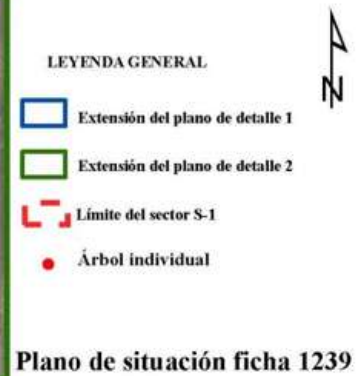 N
LEYENDA GENERAL
Extensión del plano de detalle 1
Extensión del plano de detalle 2
Límite del sector S-1
Árbol individual
Plano de situación ficha 1239